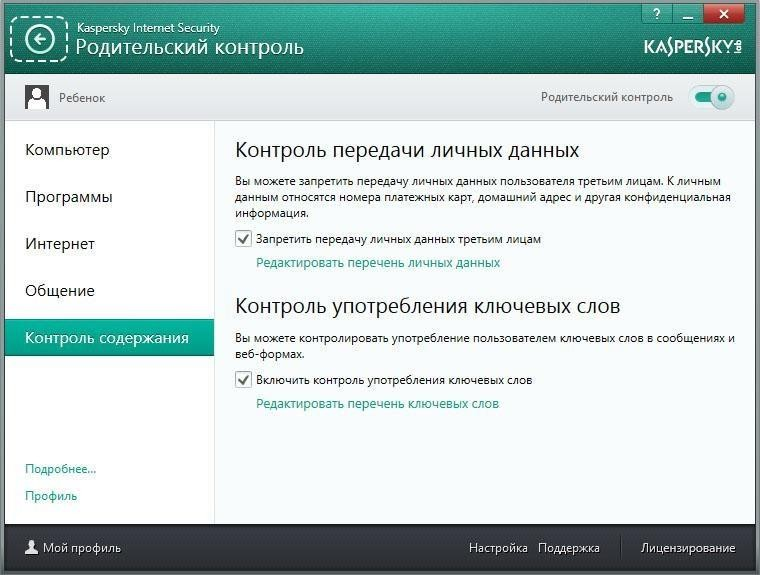 Kaspersky Internet Security
Родительский контроль
?
KASPERSKY lab
Ребенок
Родительский контроль
Компьютер
Программы
Интернет
Общение
Контроль содержания
Подробнее...
Профиль
Контроль передачи личных данных
Вы можете запретить передачу личных данных пользователя третьим лицам. К личным
данным относятся номера платежных карт, домашний адрес и другая конфиденциальная
информация.
Запретить передачу личных данных третьим лицам
Редактировать перечень личных данных
Контроль употребления ключевых слов
Вы можете контролировать употребление пользователем ключевых слов в сообщениях и
веб-формах.
Включить контроль употребления ключевых слов
Редактировать перечень ключевых слов
Мой профиль
Настройка
Поддержка
Лицензирование